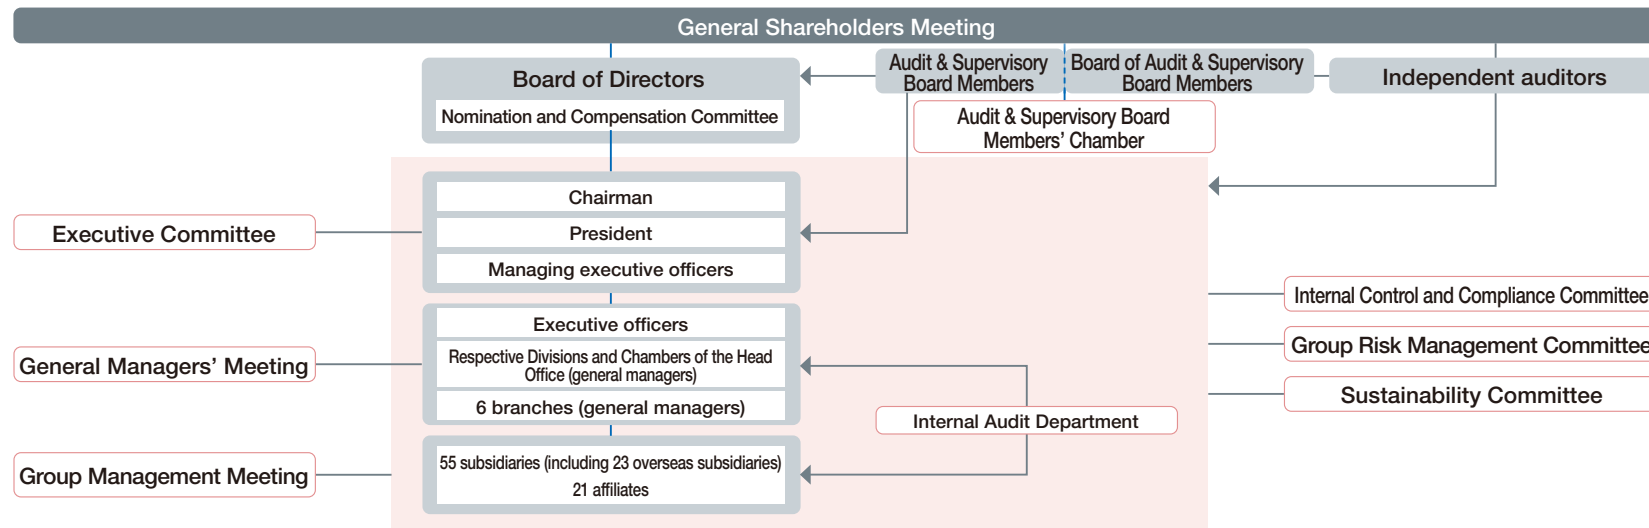 General Shareholders Meeting
Board of Directors
Nomination and Compensation Committee
Audit & Supervisory
Board Members
Board of Audit & Supervisory
Board Members
Independent auditors
Audit & Supervisory Board
Members’ Chamber
Chairman
President
Managing executive officers
Executive Committee
Executive officers
Respective Divisions and Chambers of the Head
Office (general managers)
6 branches (general managers)
General Managers’ Meeting
Internal Control and Compliance Committee
Group Risk Management Committee
Sustainability Committee
Internal Audit Department
55 subsidiaries (including 23 overseas subsidiaries)
21 affiliates
Group Management Meeting